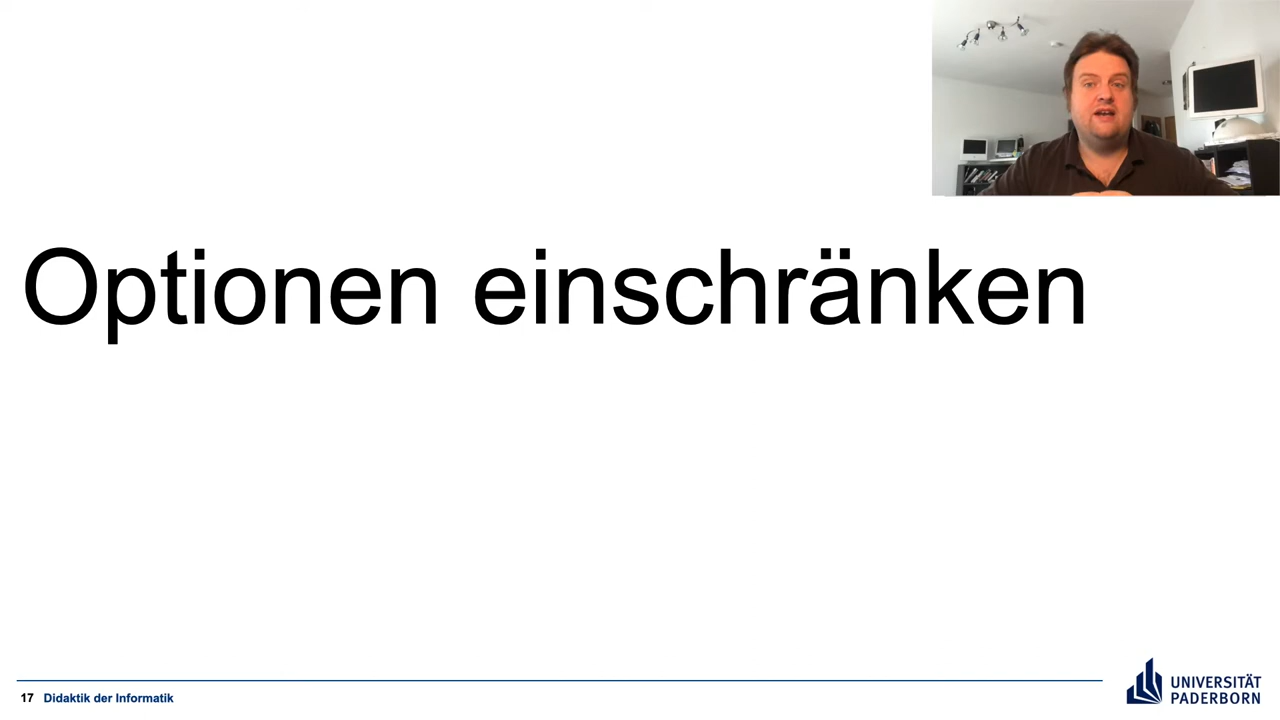 Optionen einschränken
17 Didaktik der Informatik
UNIVERSITÄT
PADERBORN